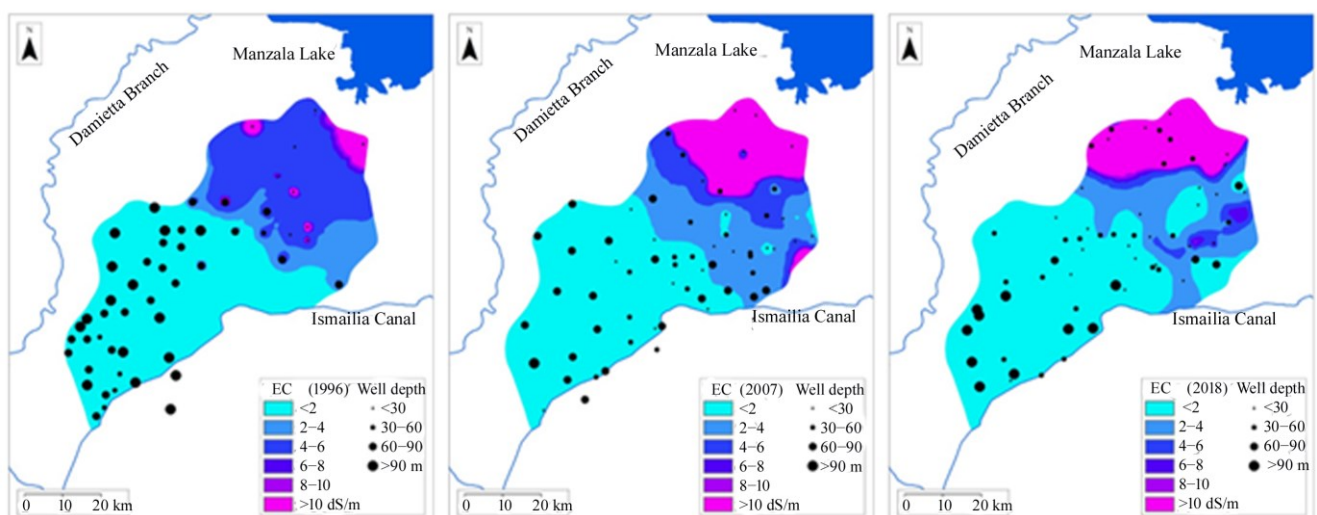 N
Manzala Lake
Damietta Branch
Ismailia Canal
EC (1996) Well depth
<2 <30
2−4 30−60
4−6 60−90
6−8 >90 m
8−10
>10 dS/m
0 10 20 km
N
Manzala Lake
Damietta Branch
Ismailia Canal
EC (2007) Well depth
<2 <30
2−4 30−60
4−6 60−90
6−8 >90 m
8−10
>10 dS/m
0 10 20 km
N
Manzala Lake
Damietta Branch
Ismailia Canal
EC (2018) Well depth
<2 <30
2−4 30−60
4−6 60−90
6−8 >90 m
8−10
>10 dS/m
0 10 20 km